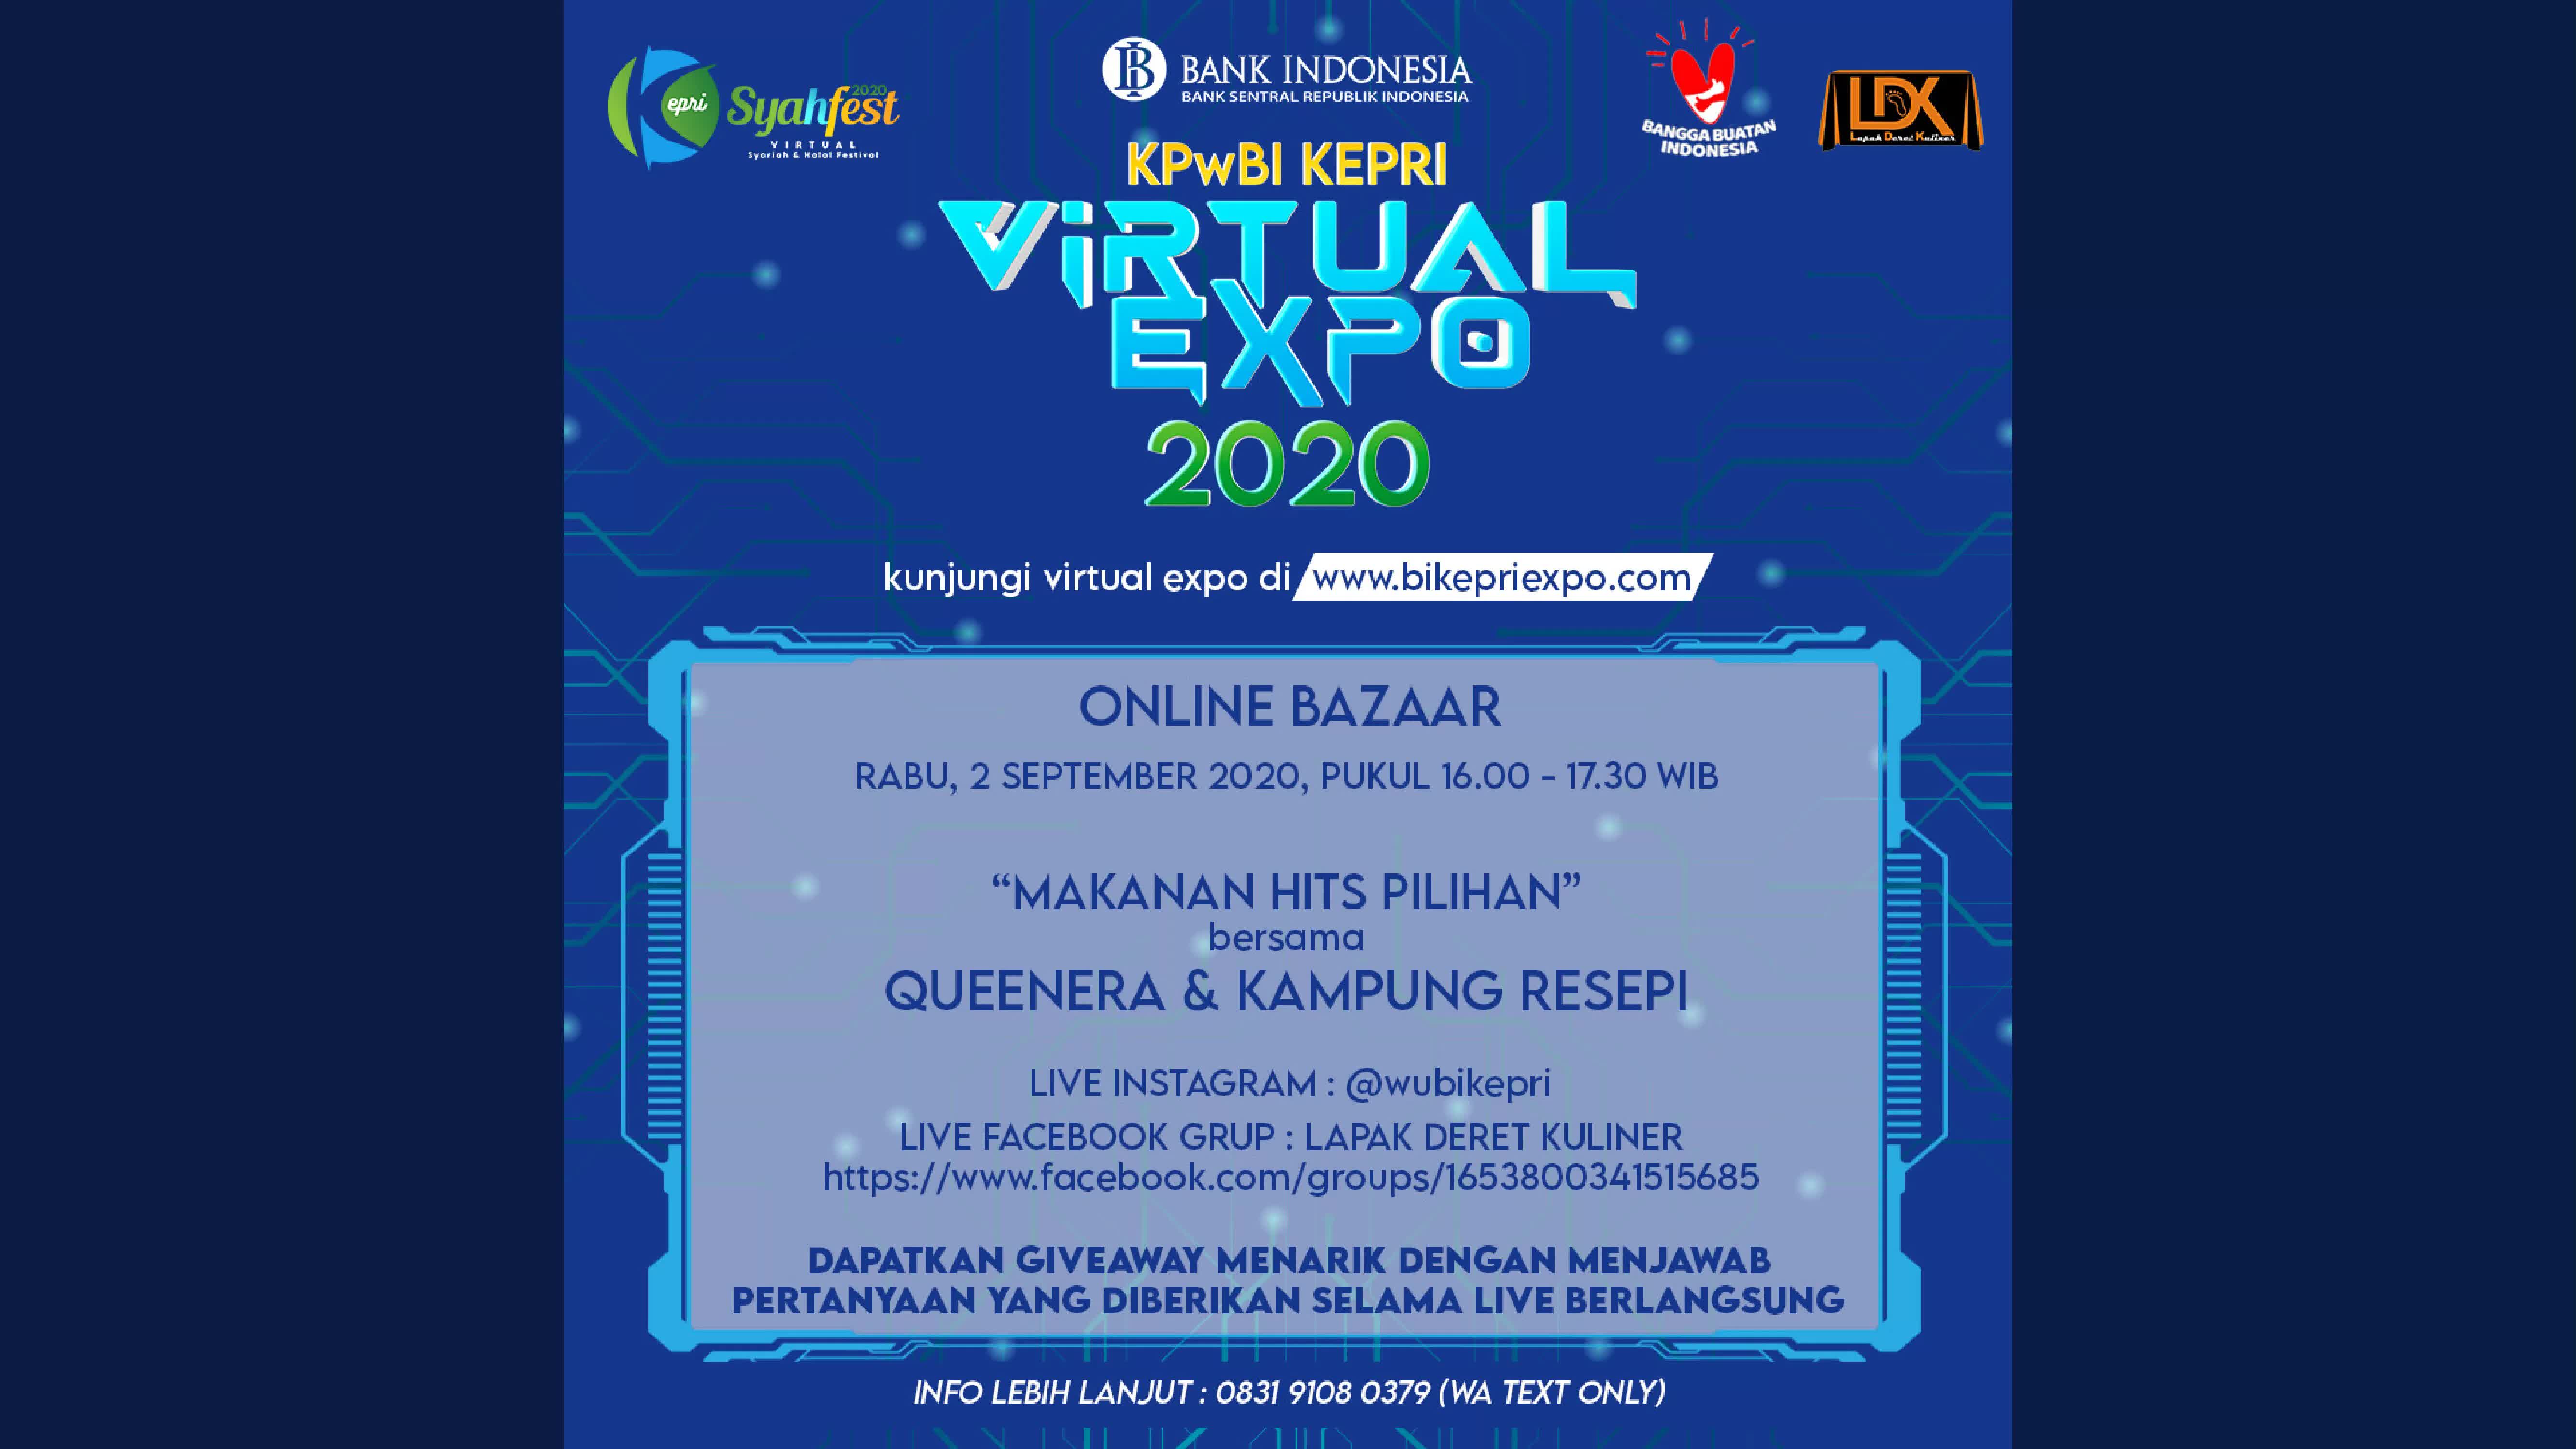 epri Syahfest 2020
VIRTUAL
Syariah & Halal Festival
BANK INDONESIA
BANK SENTRAL REPUBLIK INDONESIA
BANGGA BUATAN
INDONESIA
LDK
Lapak Deret Kuliner
KPwBI KEPRI
ViRTUAL
EXPO
2020
kunjungi virtual expo di www.bikepriexpo.com
ONLINE BAZAAR
RABU, 2 SEPTEMBER 2020, PUKUL 16.00 - 17.30 WIB
“MAKANAN HITS PILIHAN”
bersama
QUEENERA & KAMPUNG RESEPI
LIVE INSTAGRAM : @wubikepri
LIVE FACEBOOK GRUP : LAPAK DERET KULINER
https://www.facebook.com/groups/1653800341515685
DAPATKAN GIVEAWAY MENARIK DENGAN MENJAWAB
PERTANYAAN YANG DIBERIKAN SELAMA LIVE BERLANGSUNG
INFO LEBIH LANJUT : 0831 9108 0379 (WA TEXT ONLY)